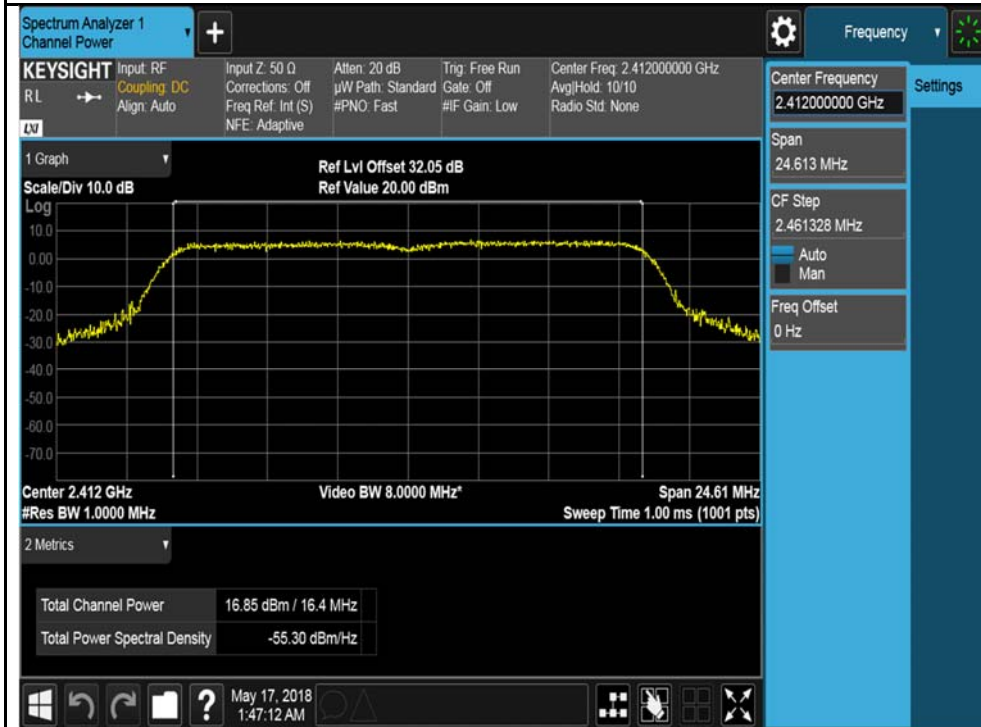 Spectrum Analyzer 1
Channel Power
+
Frequency
KEYSIGHT
RL
LXI
Input: RF
Coupling: DC
Align: Auto
Input Z: 50 Ω
Corrections: Off
Freq Ref: Int (S)
NFE: Adaptive
Atten: 20 dB
µW Path: Standard
#PNO: Fast
Trig: Free Run
Gate: Off
#IF Gain: Low
Center Freq: 2.412000000 GHz
Avg|Hold: 10/10
Radio Std: None
Center Frequency
2.412000000 GHz
Settings
Span
24.613 MHz
CF Step
2.461328 MHz
Auto
Man
Freq Offset
0 Hz
1 Graph
Scale/Div 10.0 dB
Ref Lvl Offset 32.05 dB
Ref Value 20.00 dBm
Log
10.0
0.00
-10.0
-20.0
-30.0
-40.0
-50.0
-60.0
-70.0
Center 2.412 GHz
#Res BW 1.0000 MHz
Video BW 8.0000 MHz*
Span 24.61 MHz
Sweep Time 1.00 ms (1001 pts)
2 Metrics
Total Channel Power 16.85 dBm / 16.4 MHz
Total Power Spectral Density -55.30 dBm/Hz
?
May 17, 2018
1:47:12 AM